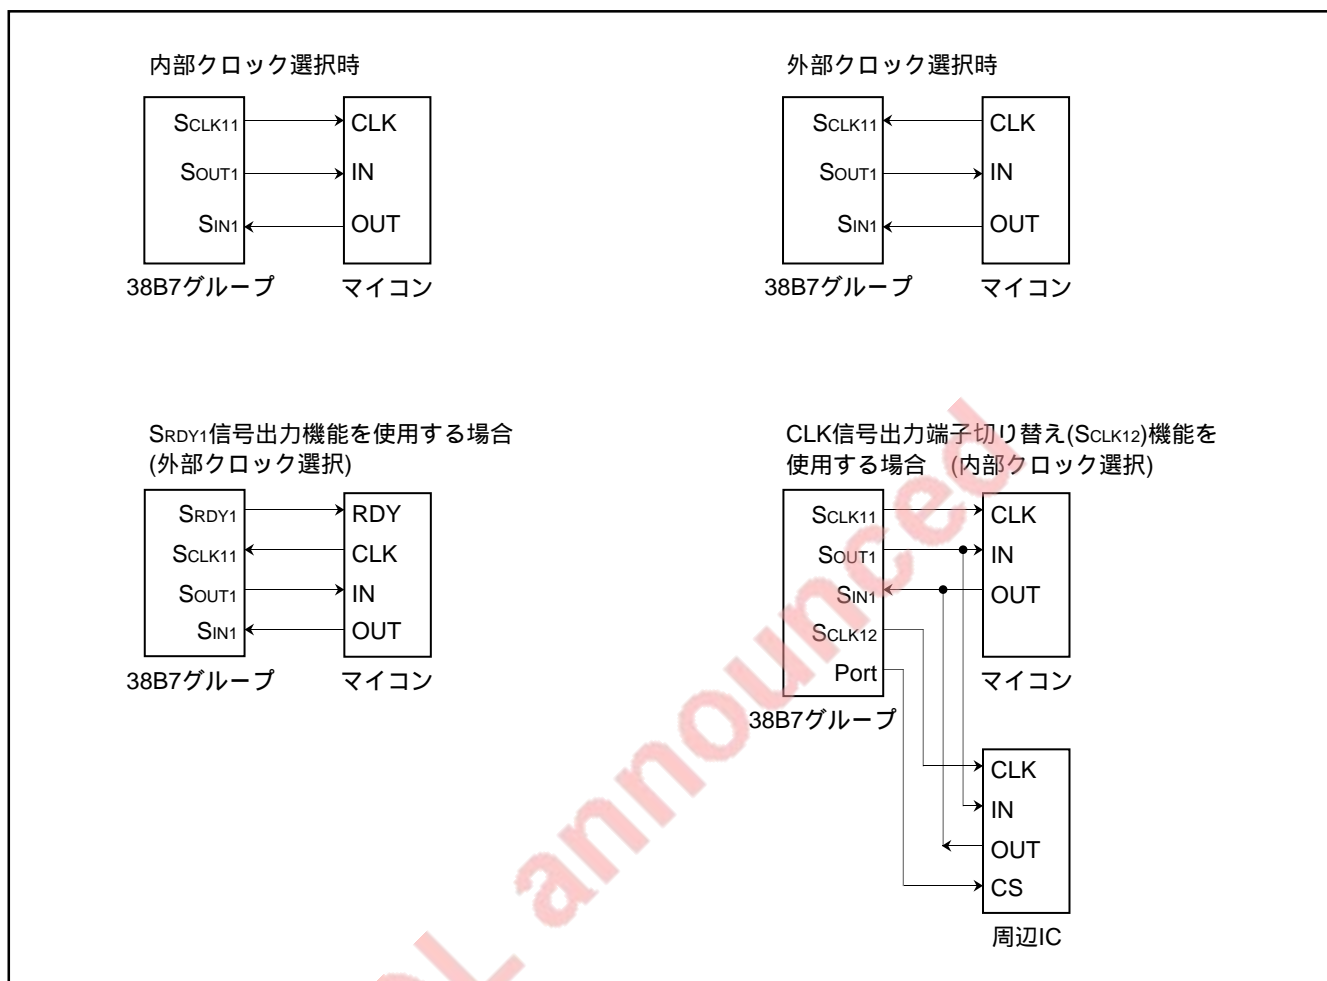 内部クロック選択時
SCLK11
SOUT1
SIN1
CLK
IN
OUT
38B7グループ
マイコン
外部クロック選択時
SCLK11
SOUT1
SIN1
CLK
IN
OUT
38B7グループ
マイコン
SRDY1信号出力機能を使用する場合
(外部クロック選択)
SRDY1
SCLK11
SOUT1
SIN1
RDY
CLK
IN
OUT
38B7グループ
マイコン
CLK信号出力端子切り替え(SCLK12)機能を
使用する場合　(内部クロック選択)
SCLK11
SOUT1
SIN1
SCLK12
Port
CLK
IN
OUT
マイコン
38B7グループ
CLK
IN
OUT
CS
周辺IC
L announced